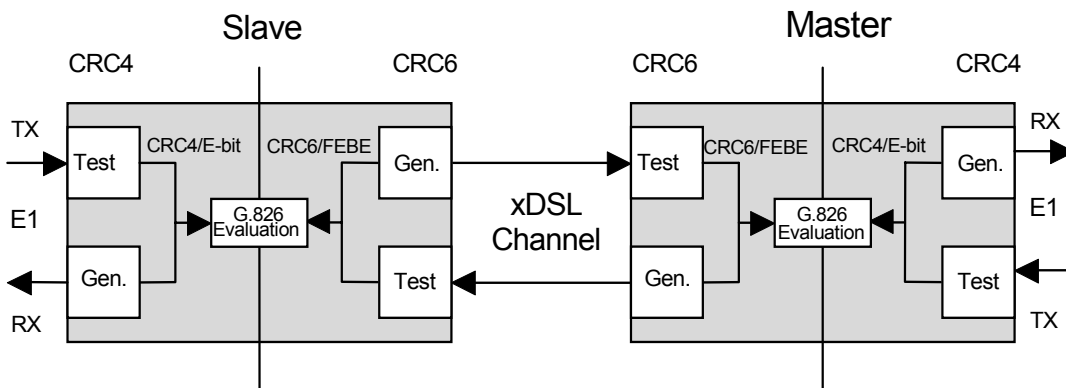 Slave
Master
CRC4
CRC6
CRC6
CRC4
TX
Test
CRC4/E-bit
CRC6/FEBE
Gen.
E1
G.826
Evaluation
Gen.
Test
RX
xDSL
Channel
Test
CRC6/FEBE
CRC4/E-bit
Gen.
RX
G.826
Evaluation
E1
Gen.
Test
TX